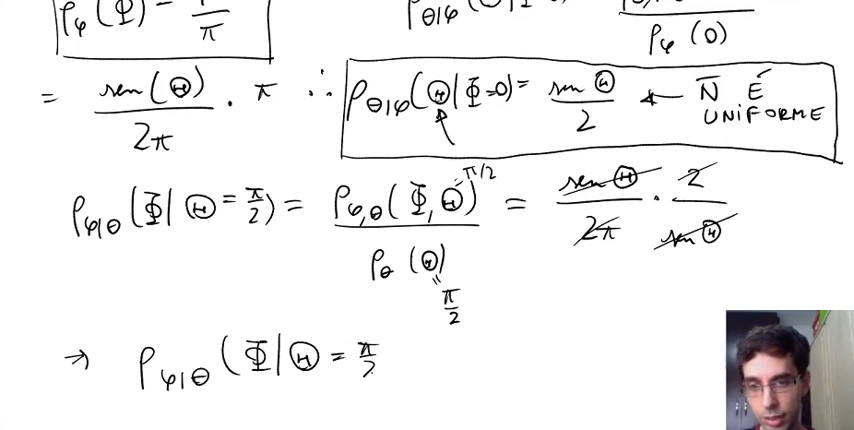 ρφ(Φ) = 1/π
ρθ|φ(Θ|Φ=0) / ρφ(0)
= sen(Θ)/2π · π ∴ ρθ|φ(Θ|Φ=0) = sen Θ/2 ← Ñ É UNIFORME
ρφ|θ(Φ|Θ = π/2) = ρφ,θ(Φ, Θ)=π/2 / ρθ(Θ) = sen Θ/2π · 2/sen Θ
" π/2
→ ρφ|θ(Φ|Θ = π/2